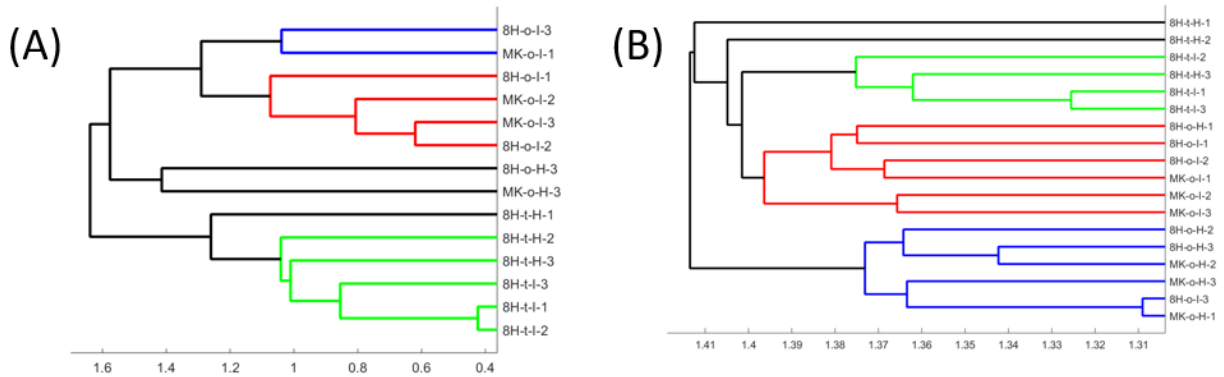 (A)
8H-o-I-3
MK-o-I-1
8H-o-I-1
MK-o-I-2
MK-o-I-3
8H-o-I-2
8H-o-H-3
MK-o-H-3
8H-t-H-1
8H-t-H-2
8H-t-H-3
8H-t-I-3
8H-t-I-1
8H-t-I-2
1.6 1.4 1.2 1 0.8 0.6 0.4
(B)
8H-t-H-1
8H-t-H-2
8H-t-I-2
8H-t-H-3
8H-t-I-1
8H-t-I-3
8H-o-H-1
8H-o-I-1
8H-o-I-2
MK-o-I-1
MK-o-I-2
MK-o-I-3
8H-o-H-2
8H-o-H-3
MK-o-H-2
MK-o-H-3
8H-o-I-3
MK-o-H-1
1.41 1.4 1.39 1.38 1.37 1.36 1.35 1.34 1.33 1.32 1.31